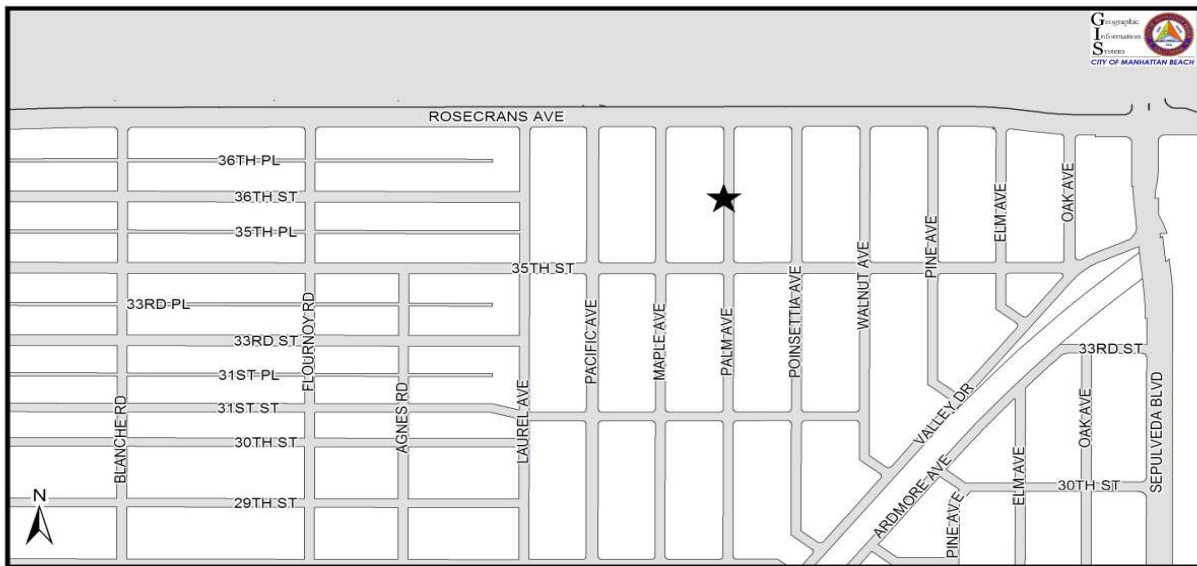 Geographic
Information
System
CITY OF MANHATTAN BEACH
ROSECRANS AVE
36TH PL
36TH ST
35TH PL
35TH ST
33RD PL
33RD ST
31ST PL
31ST ST
30TH ST
29TH ST
BLANCHE RD
FLOURNOY RD
AGNES RD
LAUREL AVE
PACIFIC AVE
MAPLE AVE
PALM AVE
POINSETTIA AVE
WALNUT AVE
PINE AVE
ELM AVE
OAK AVE
VALLEY DR
ARDMORE AVE
33RD ST
OAK AVE
ELM AVE
30TH ST
PINE AVE
SEPULVEDA BLVD
N